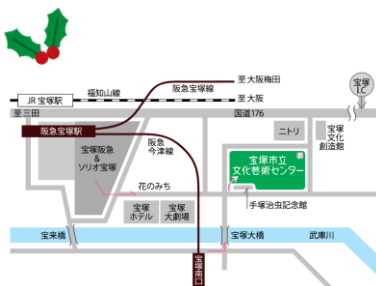 至大阪梅田
阪急宝塚線
福知山線
JR 宝塚駅
至大阪
宝塚
I.C
至三田
国道176
阪急宝塚駅
阪急
今津線
ニトリ
宝塚
文化
創造館
宝塚阪急
&
ソリオ宝塚
宝塚市立
文化芸術センター
花のみち
手塚治虫記念館
宝塚
ホテル
宝塚
大劇場
宝来橋
宝塚大橋
武庫川
宝塚南口